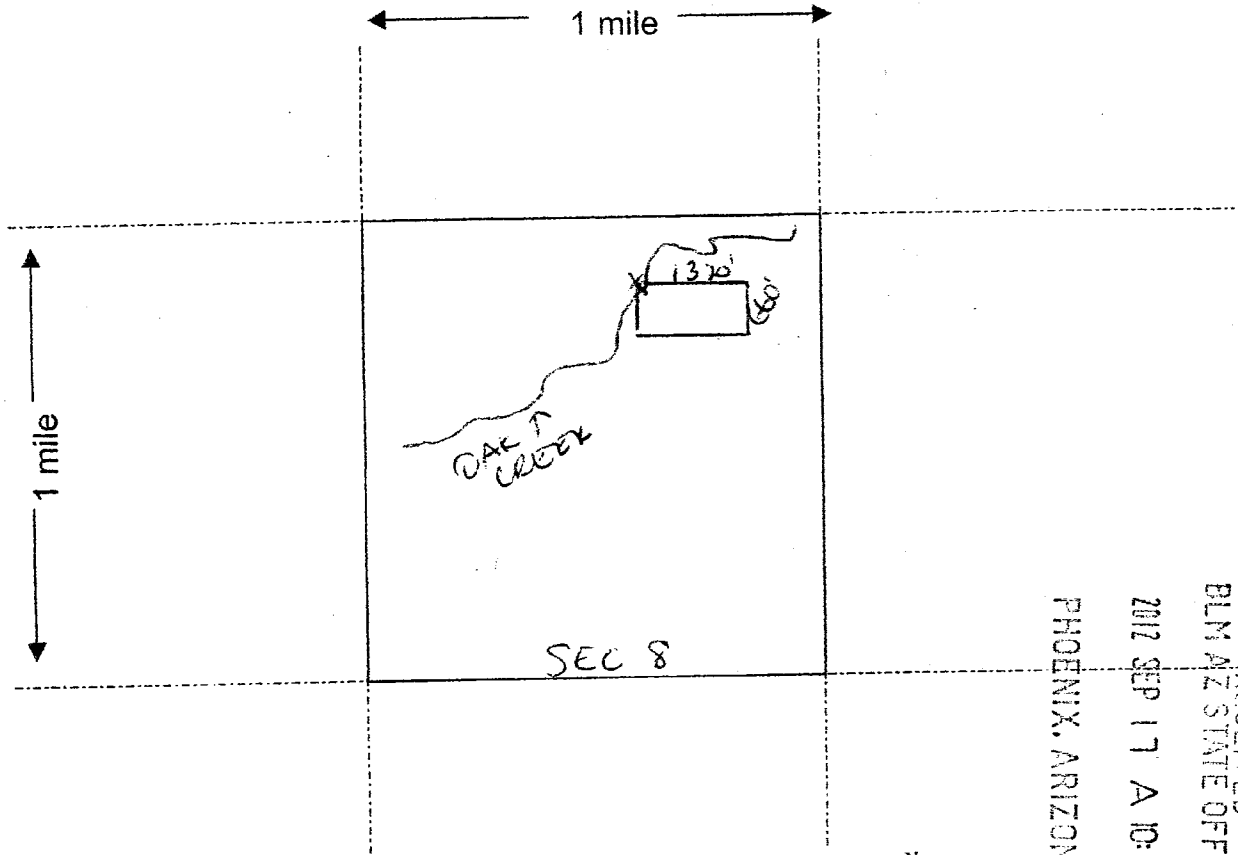 1 mile
1 mile
1320'
660'
OAK ↑
CREEK
SEC 8
BLM AZ STATE OFF
2012 SEP 17 A 10:
PHOENIX, ARIZON